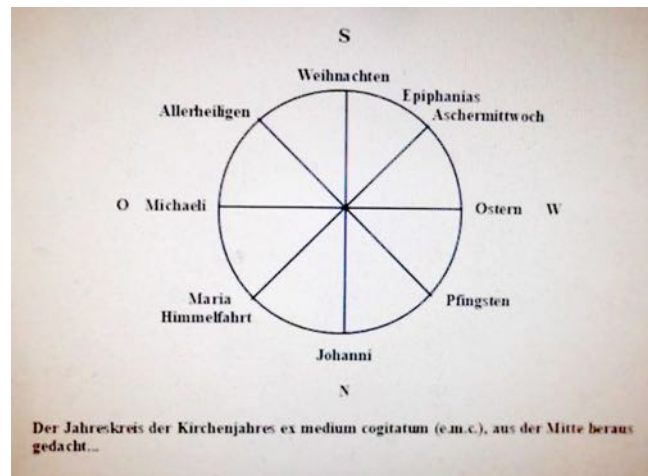 S
Weihnachten
Epiphanias
Allerheiligen
Aschermittwoch
O Michaeli
Ostern W
Maria
Himmelfahrt
Pfingsten
Johanni
N
Der Jahreskreis der Kirchenjahres ex medium cogitatum (e.m.c.), aus der Mitte heraus
gedacht...